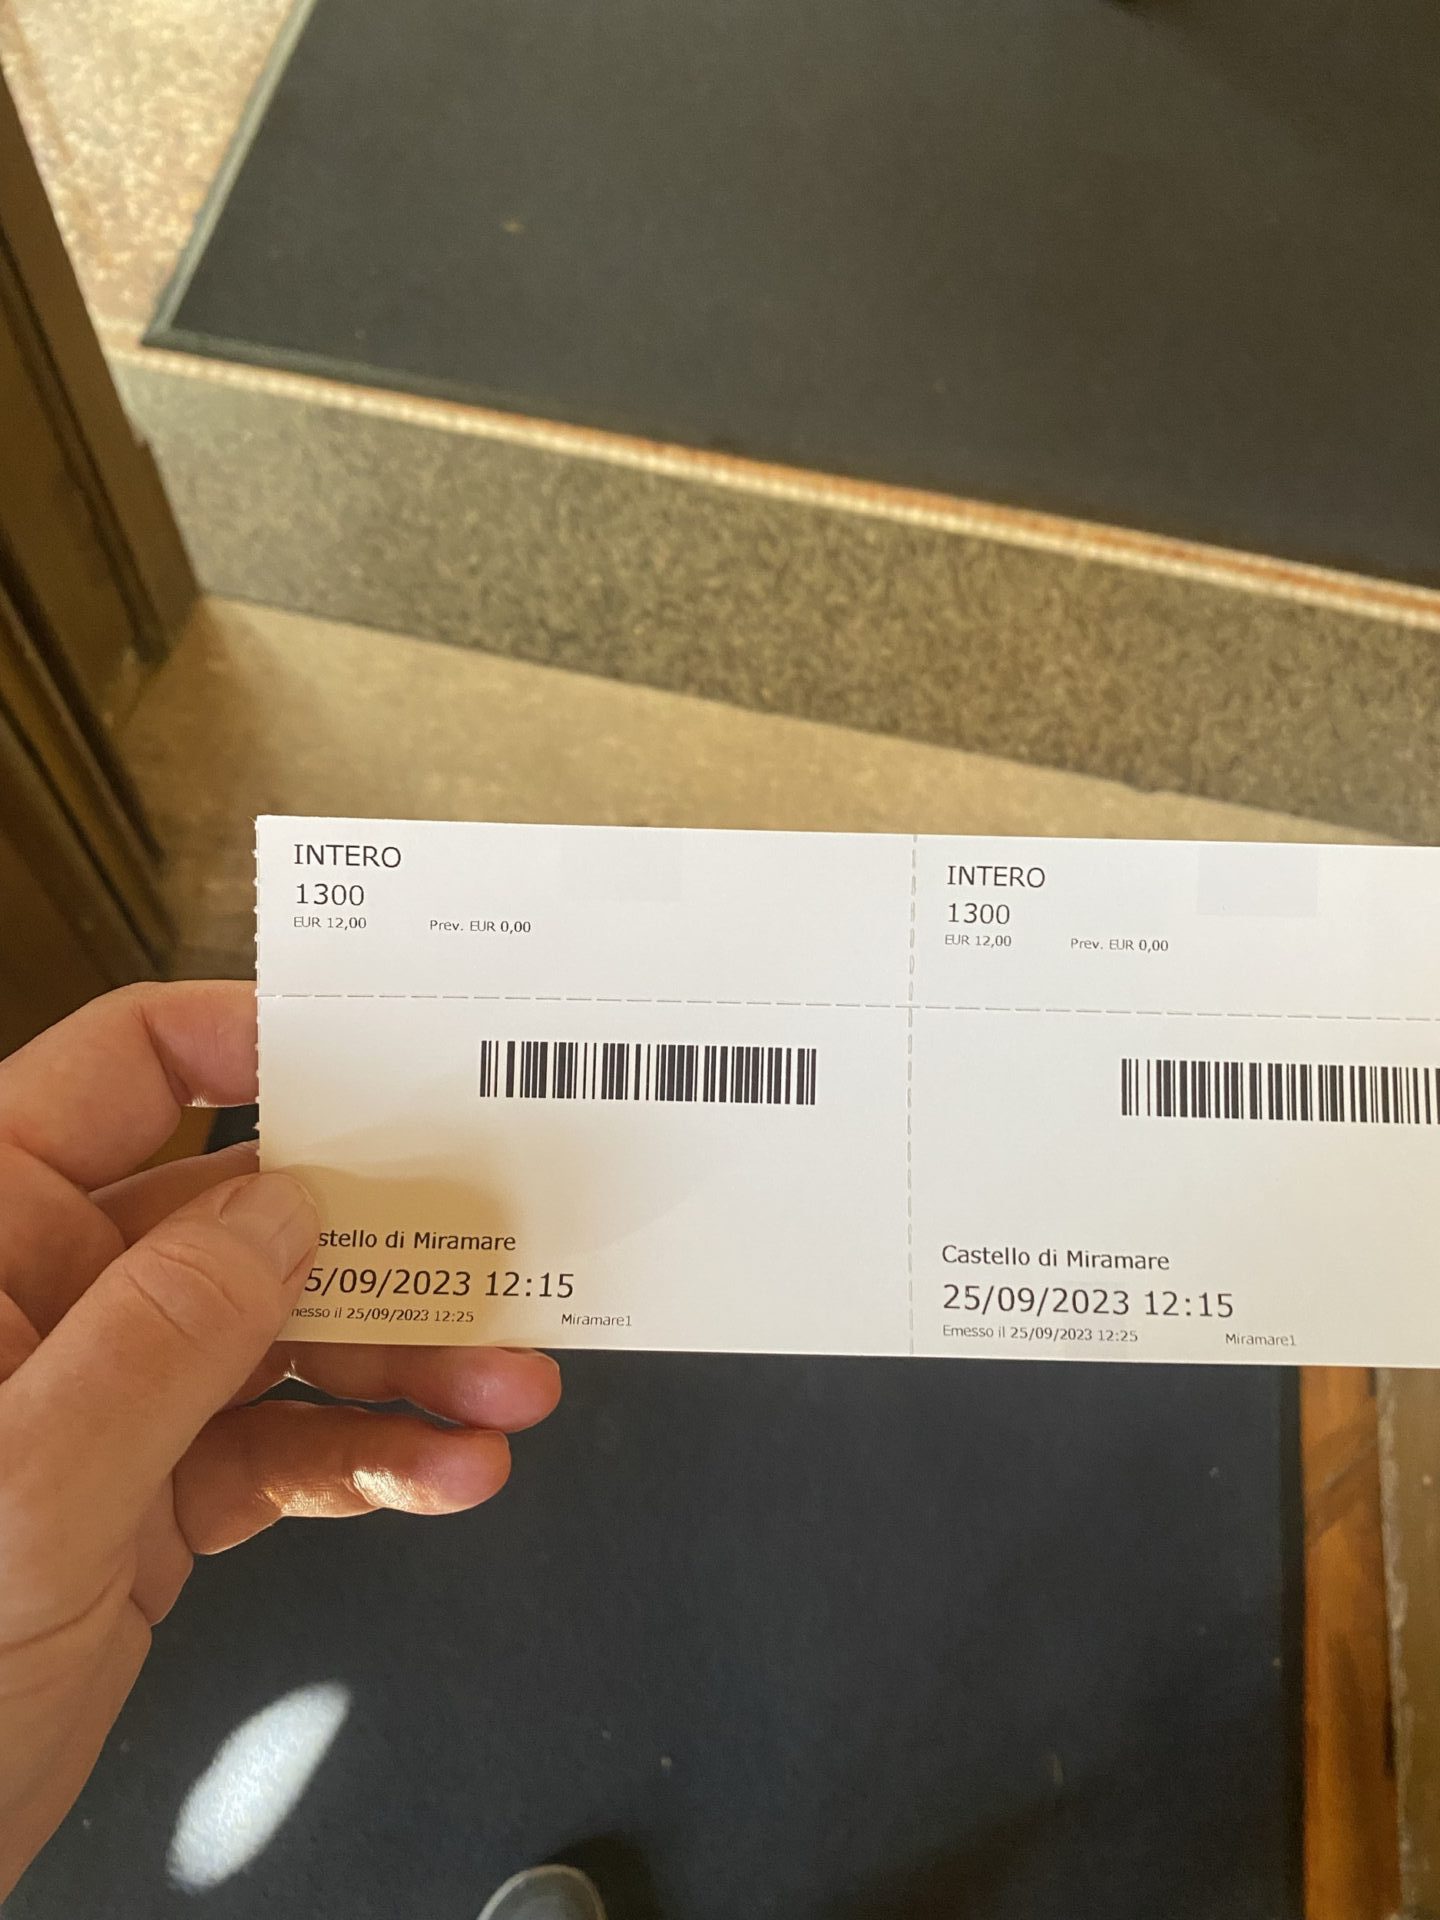 INTERO
1300
EUR 12,00 Prev. EUR 0,00
stello di Miramare
5/09/2023 12:15
esso il 25/09/2023 12:25 Miramare1
INTERO
1300
EUR 12,00 Prev. EUR 0,00
Castello di Miramare
25/09/2023 12:15
Emesso il 25/09/2023 12:25 Miramare1